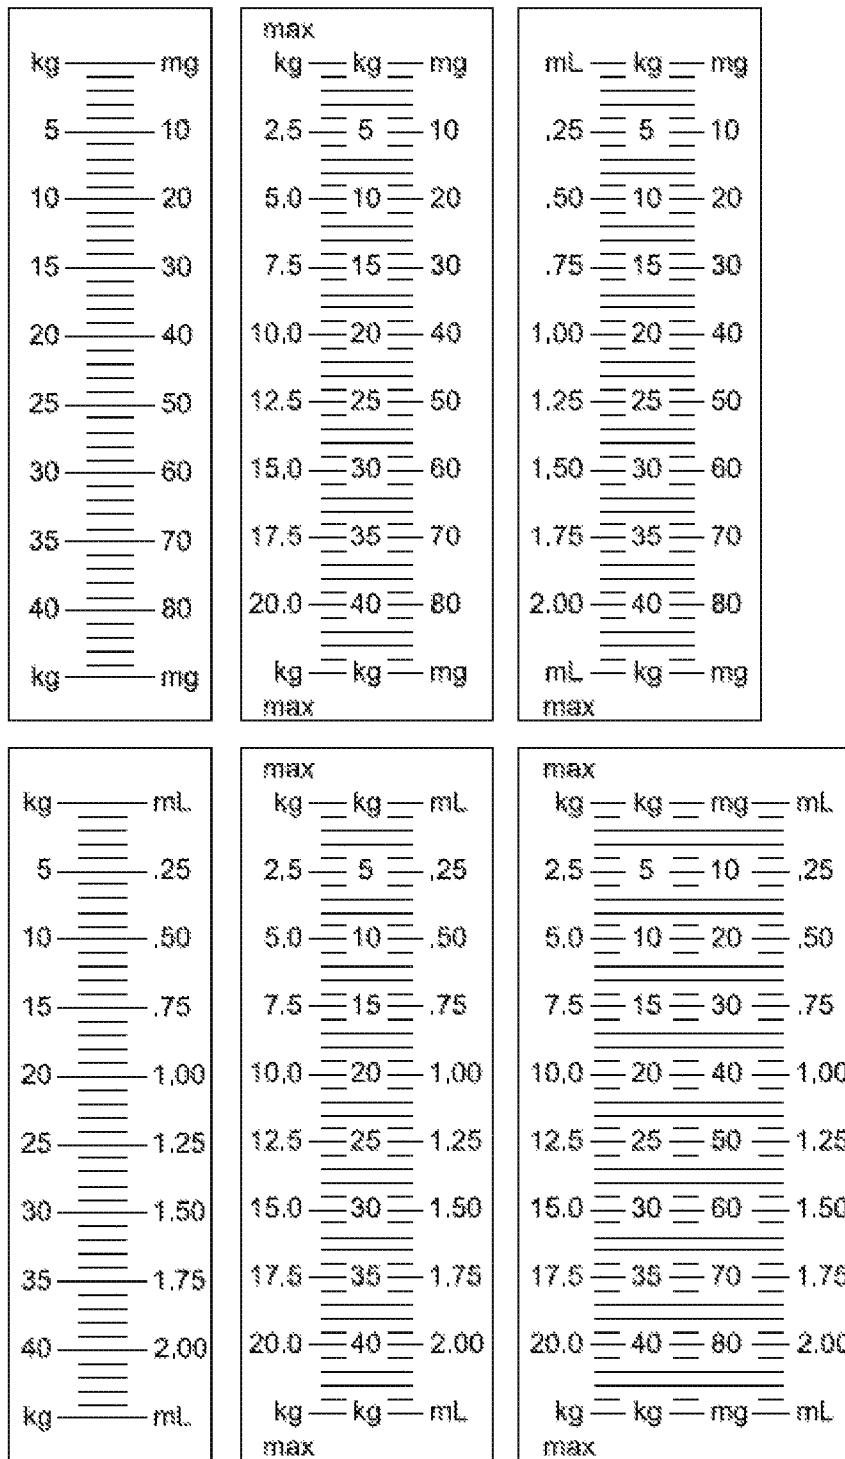 kg mg
5 10
10 20
15 30
20 40
25 50
30 60
35 70
40 80
kg mg
max
kg kg mg
2.5 5 10
5.0 10 20
7.5 15 30
10.0 20 40
12.5 25 50
15.0 30 60
17.5 35 70
20.0 40 80
kg kg mg
max
mL kg mg
.25 5 10
.50 10 20
.75 15 30
1.00 20 40
1.25 25 50
1.50 30 60
1.75 35 70
2.00 40 80
mL kg mg
max
kg mL
5 .25
10 .50
15 .75
20 1.00
25 1.25
30 1.50
35 1.75
40 2.00
kg mL
max
kg kg mL
2.5 5 .25
5.0 10 .50
7.5 15 .75
10.0 20 1.00
12.5 25 1.25
15.0 30 1.50
17.5 35 1.75
20.0 40 2.00
kg kg mL
max
max
kg kg mg mL
2.5 5 10 .25
5.0 10 20 .50
7.5 15 30 .75
10.0 20 40 1.00
12.5 25 50 1.25
15.0 30 60 1.50
17.5 35 70 1.75
20.0 40 80 2.00
kg kg mg mL
max